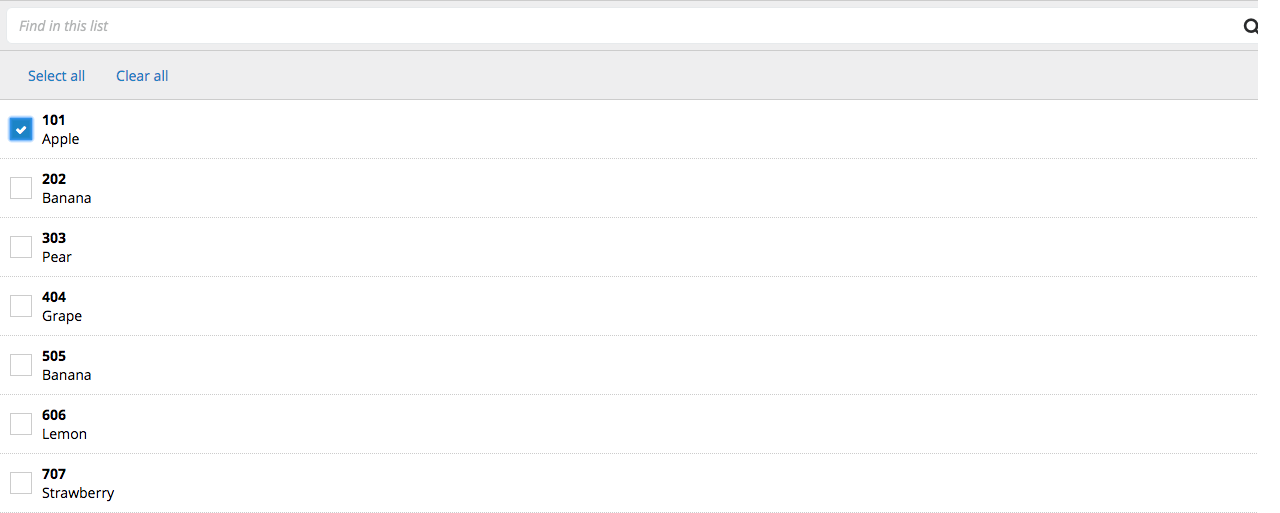 Find in this list
Select all Clear all
101
Apple
202
Banana
303
Pear
404
Grape
505
Banana
606
Lemon
707
Strawberry